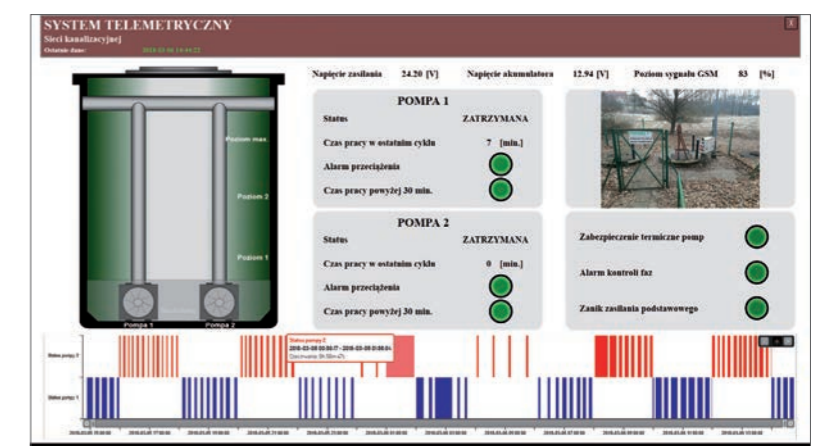 SYSTEM TELEMETRYCZNY
Sieci kanalizacyjnej
Ostatnie dane:
X
Napięcie zasilania 24.20 [V] Napięcie akumulatora 12.94 [V] Poziom sygnału GSM 83 [%]
Poziom max.
Poziom 2
Poziom 1
Pompa 1 Pompa 2
POMPA 1
Status ZATRZYMANA
Czas pracy w ostatnim cyklu 7 [min.]
Alarm przeciążenia
Czas pracy powyżej 30 min.
POMPA 2
Status ZATRZYMANA
Czas pracy w ostatnim cyklu 0 [min.]
Alarm przeciążenia
Czas pracy powyżej 30 min.
Zabezpieczenie termiczne pomp
Alarm kontroli faz
Zanik zasilania podstawowego
Status pompy 2
Status pompy 2
Status pompy 1